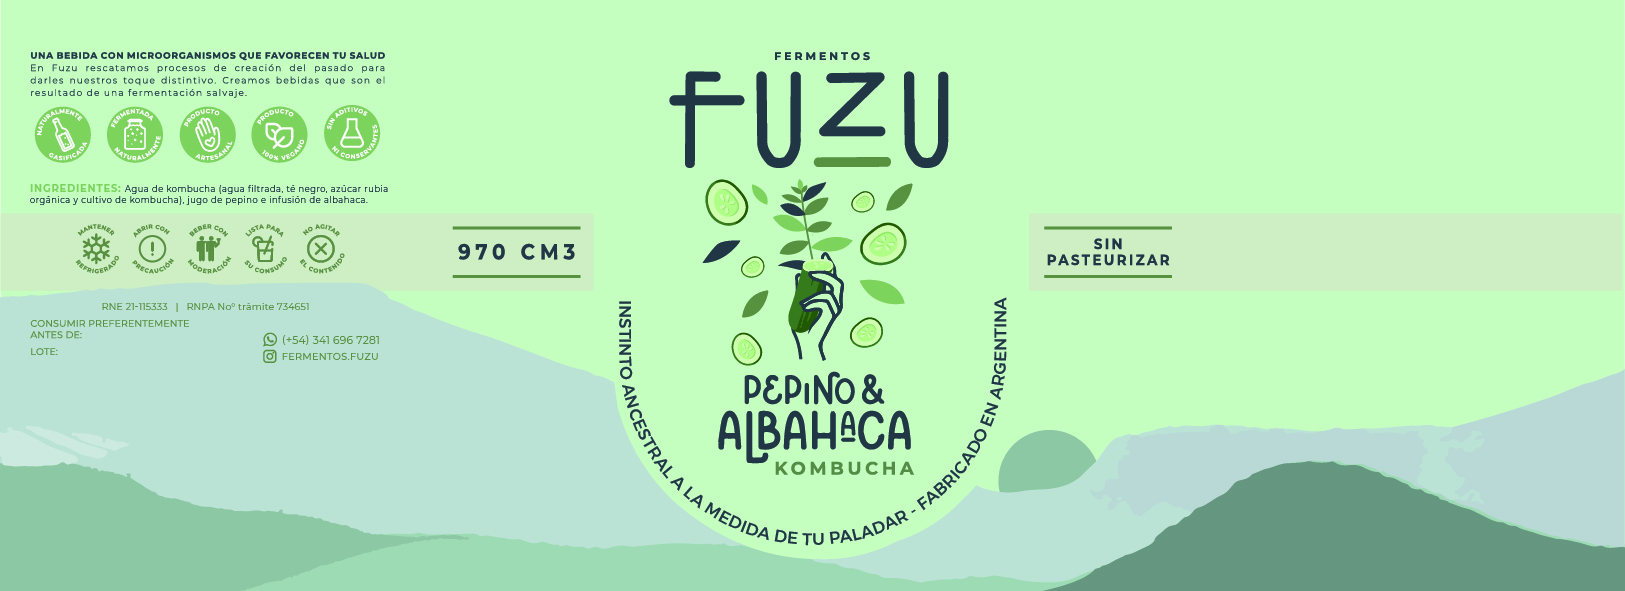 UNA BEBIDA CON MICROORGANISMOS QUE FAVORECEN TU SALUD
En Fuzu rescatamos procesos de creación del pasado para
darles nuestros toque distintivo. Creamos bebidas que son el
resultado de una fermentación salvaje.
NATURALMENTE GASIFICADA
FERMENTADA NATURALMENTE
PRODUCTO ARTESANAL
PRODUCTO 100% VEGANO
SIN ADITIVOS NI CONSERVANTES
INGREDIENTES: Agua de kombucha (agua filtrada, té negro, azúcar rubia
orgánica y cultivo de kombucha), jugo de pepino e infusión de albahaca.
MANTENER REFRIGERADO
ABRIR CON PRECAUCIÓN
BEBER CON MODERACIÓN
LISTA PARA SU CONSUMO
NO AGITAR EL CONTENIDO
970 CM3
RNE 21-115333 | RNPA Noº trámite 734651
CONSUMIR PREFERENTEMENTE
ANTES DE:
LOTE:
(+54) 341 696 7281
FERMENTOS.FUZU
FERMENTOS
FUZU
PEPINO &
ALBAHACA
KOMBUCHA
INSTINTO ANCESTRAL A LA MEDIDA DE TU PALADAR - FABRICADO EN ARGENTINA
SIN
PASTEURIZAR